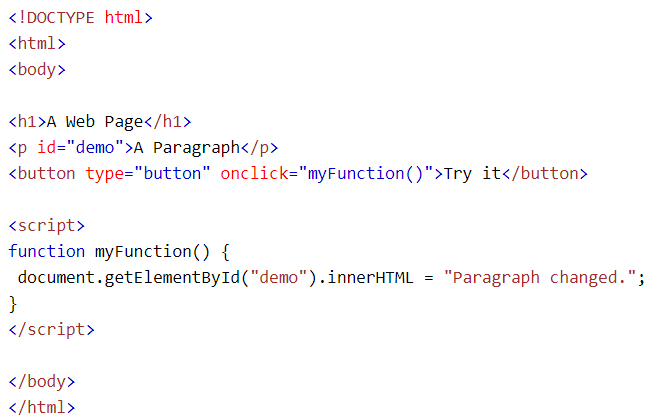 <!DOCTYPE html>
<html>
<body>

<h1>A Web Page</h1>
<p id="demo">A Paragraph</p>
<button type="button" onclick="myFunction()">Try it</button>

<script>
function myFunction() {
 document.getElementById("demo").innerHTML = "Paragraph changed.";
}
</script>

</body>
</html>